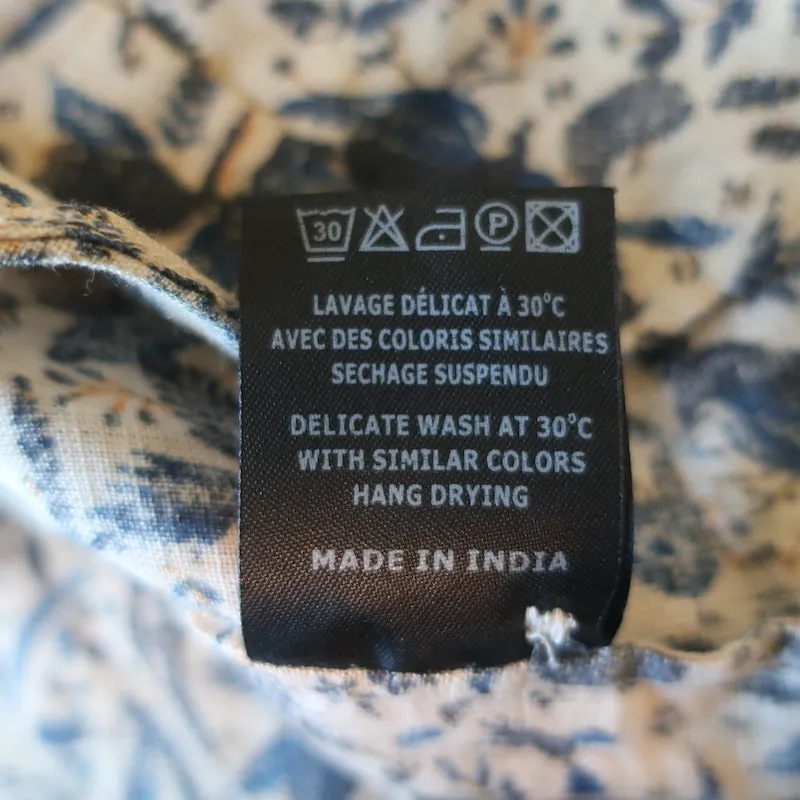 30 P
LAVAGE DÉLICAT À 30°C
AVEC DES COLORIS SIMILAIRES
SECHAGE SUSPENDU
DELICATE WASH AT 30°C
WITH SIMILAR COLORS
HANG DRYING
MADE IN INDIA